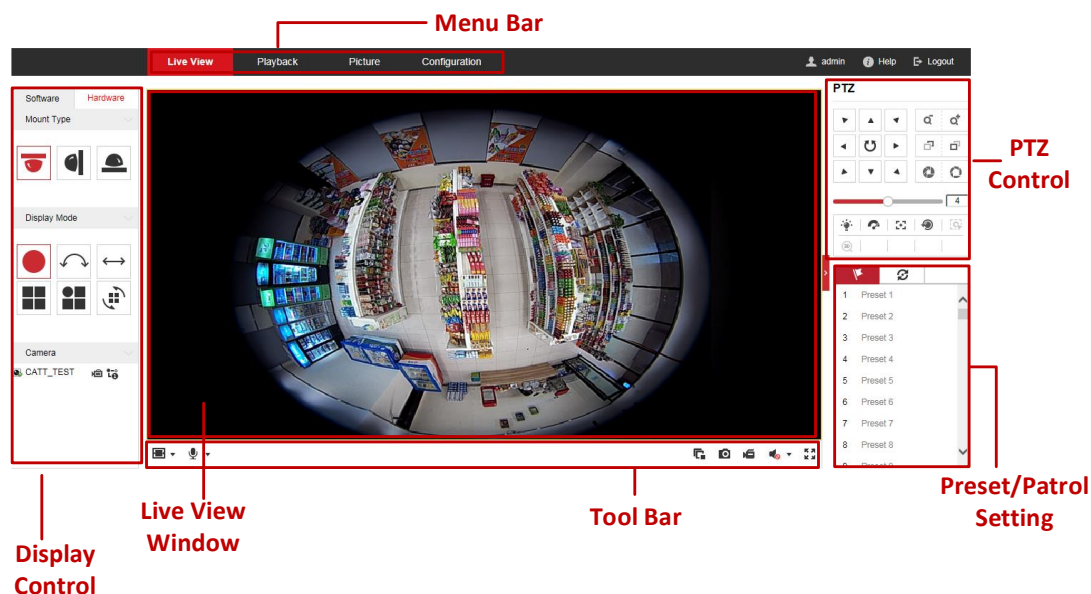 Menu Bar
Live View
Playback
Picture
Configuration
admin
Help
Logout
Software
Hardware
Mount Type
Display Mode
Camera
CATT_TEST
PTZ
4
PTZ
Control
1 Preset 1
2 Preset 2
3 Preset 3
4 Preset 4
5 Preset 5
6 Preset 6
7 Preset 7
8 Preset 8
Preset/Patrol
Setting
Live View
Window
Tool Bar
Display
Control